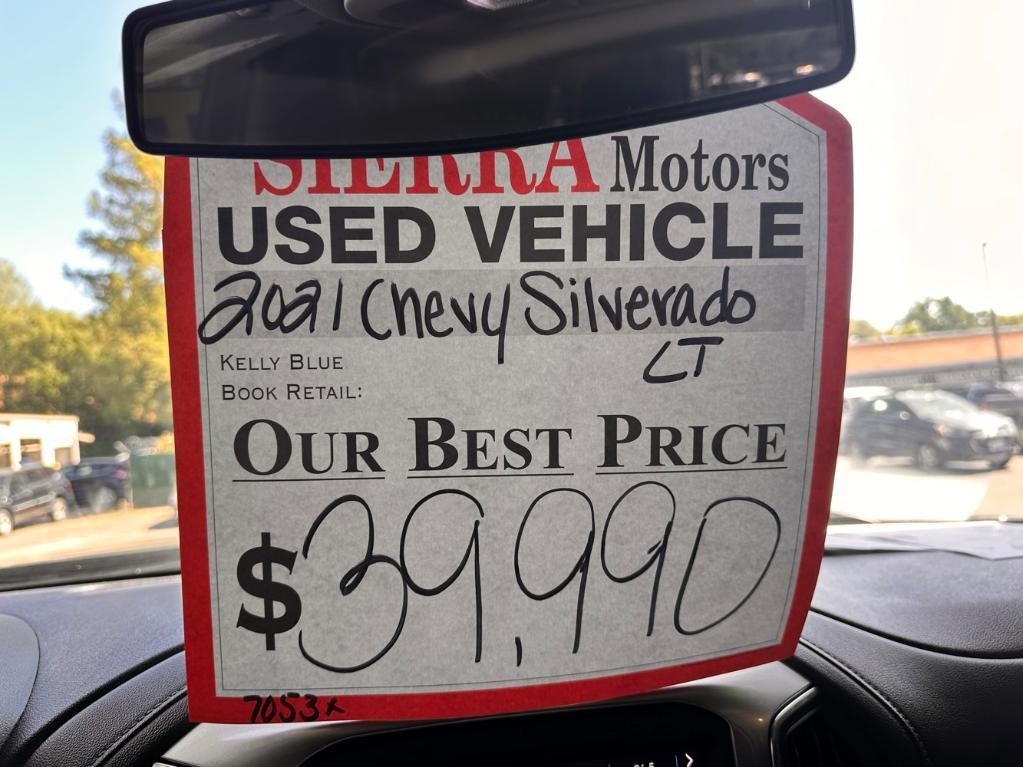 SIERRA Motors
USED VEHICLE
2021 Chevy Silverado
LT
KELLY BLUE
BOOK RETAIL:
OUR BEST PRICE
$39,990
7053x